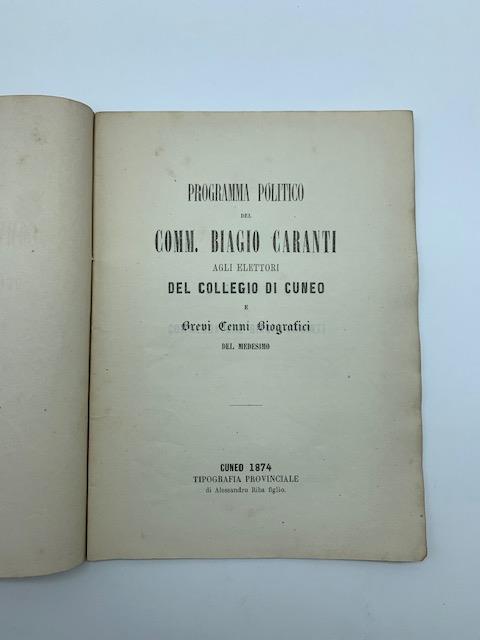 PROGRAMMA POLITICO
DEL
COMM. BIAGIO CARANTI
AGLI ELETTORI
DEL COLLEGIO DI CUNEO
E
Brevi Cenni Biografici
DEL MEDESIMO
CUNEO 1874
TIPOGRAFIA PROVINCIALE
di Alessandro Riba figlio.